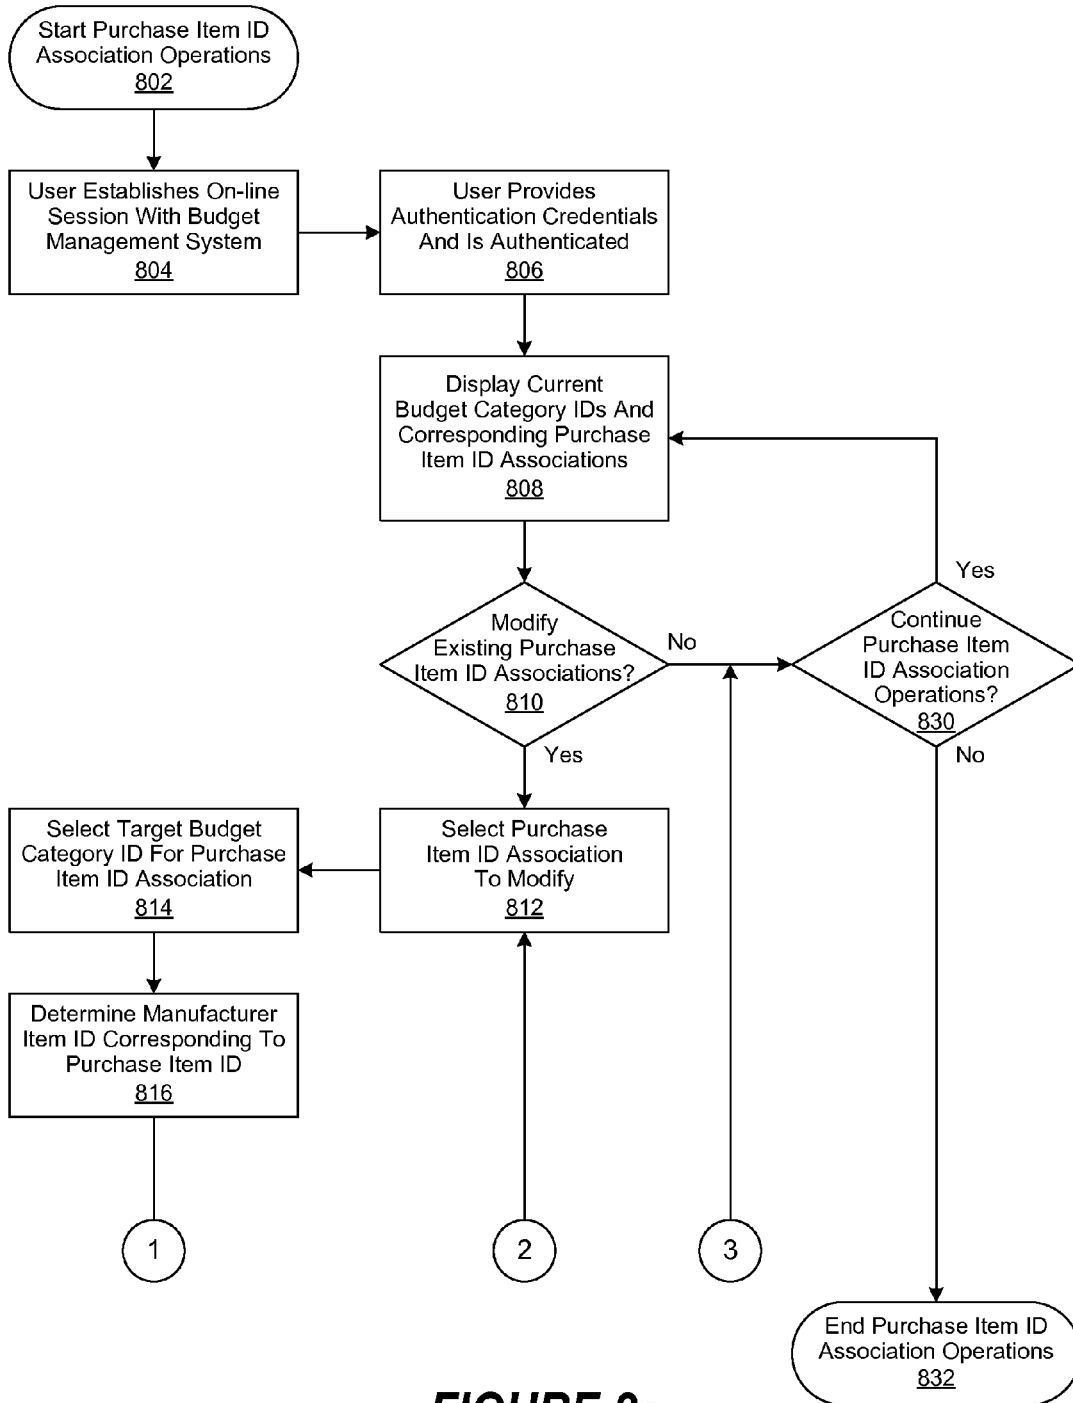 Start Purchase Item ID
Association Operations
802
User Establishes On-line
Session With Budget
Management System
804
User Provides
Authentication Credentials
And Is Authenticated
806
Display Current
Budget Category IDs And
Corresponding Purchase
Item ID Associations
808
Modify
Existing Purchase
Item ID Associations?
810
No
Yes
Continue
Purchase Item
ID Association
Operations?
830
Yes
No
Select Purchase
Item ID Association
To Modify
812
Select Target Budget
Category ID For Purchase
Item ID Association
814
Determine Manufacturer
Item ID Corresponding To
Purchase Item ID
816
1
2
3
End Purchase Item ID
Association Operations
832